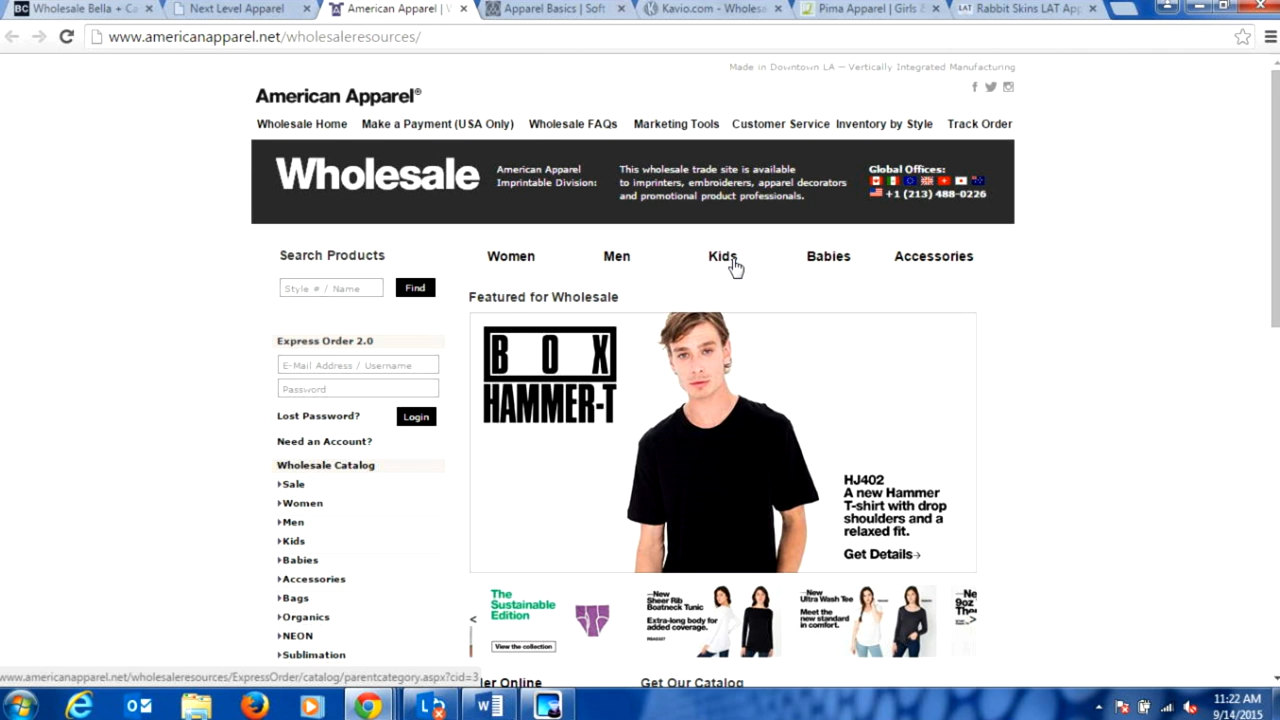 Wholesale Bella + Ca
Next Level Apparel
American Apparel | V
Apparel Basics | Soft
Kavio.com - Wholesa
Pima Apparel | Girls &
Rabbit Skins LAT App
www.americanapparel.net/wholesaleresources/
Made in Downtown LA — Vertically Integrated Manufacturing
American Apparel®
Wholesale Home Make a Payment (USA Only) Wholesale FAQs Marketing Tools Customer Service Inventory by Style Track Order
Wholesale
American Apparel
Imprintable Division:
This wholesale trade site is available
to imprinters, embroiderers, apparel decorators
and promotional product professionals.
Global Offices:
+1 (213) 488-0226
Search Products
Style # / Name
Find
Women Men Kids Babies Accessories
Featured for Wholesale
Express Order 2.0
E-Mail Address / Username
Password
Lost Password?
Login
Need an Account?
Wholesale Catalog
Sale
Women
Men
Kids
Babies
Accessories
Bags
Organics
NEON
Sublimation
BOX
HAMMER-T
HJ402
A new Hammer
T-shirt with drop
shoulders and a
relaxed fit.
Get Details→
<
The
Sustainable
Edition
View the collection
—New
Sheer Rib
Boatneck Tunic
Extra-long body for
added coverage.
—New
Ultra Wash Tee
Meet the
new standard
in comfort.
—Ne
9oz
Tho
>
www.americanapparel.net/wholesaleresources/ExpressOrder/catalog/parentcategory.aspx?cid=3
der Online
Get Our Catalog
11:22 AM
9/14/2015